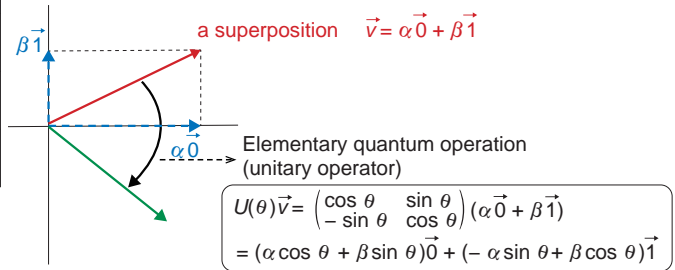 β1⃗
a superposition v⃗ = α0⃗ + β1⃗
α0⃗
Elementary quantum operation
(unitary operator)
U(θ)v⃗ = ( cos θ sin θ
− sin θ cos θ ) (α0⃗ + β1⃗)
= (α cos θ + β sin θ)0⃗ + (− α sin θ + β cos θ)1⃗